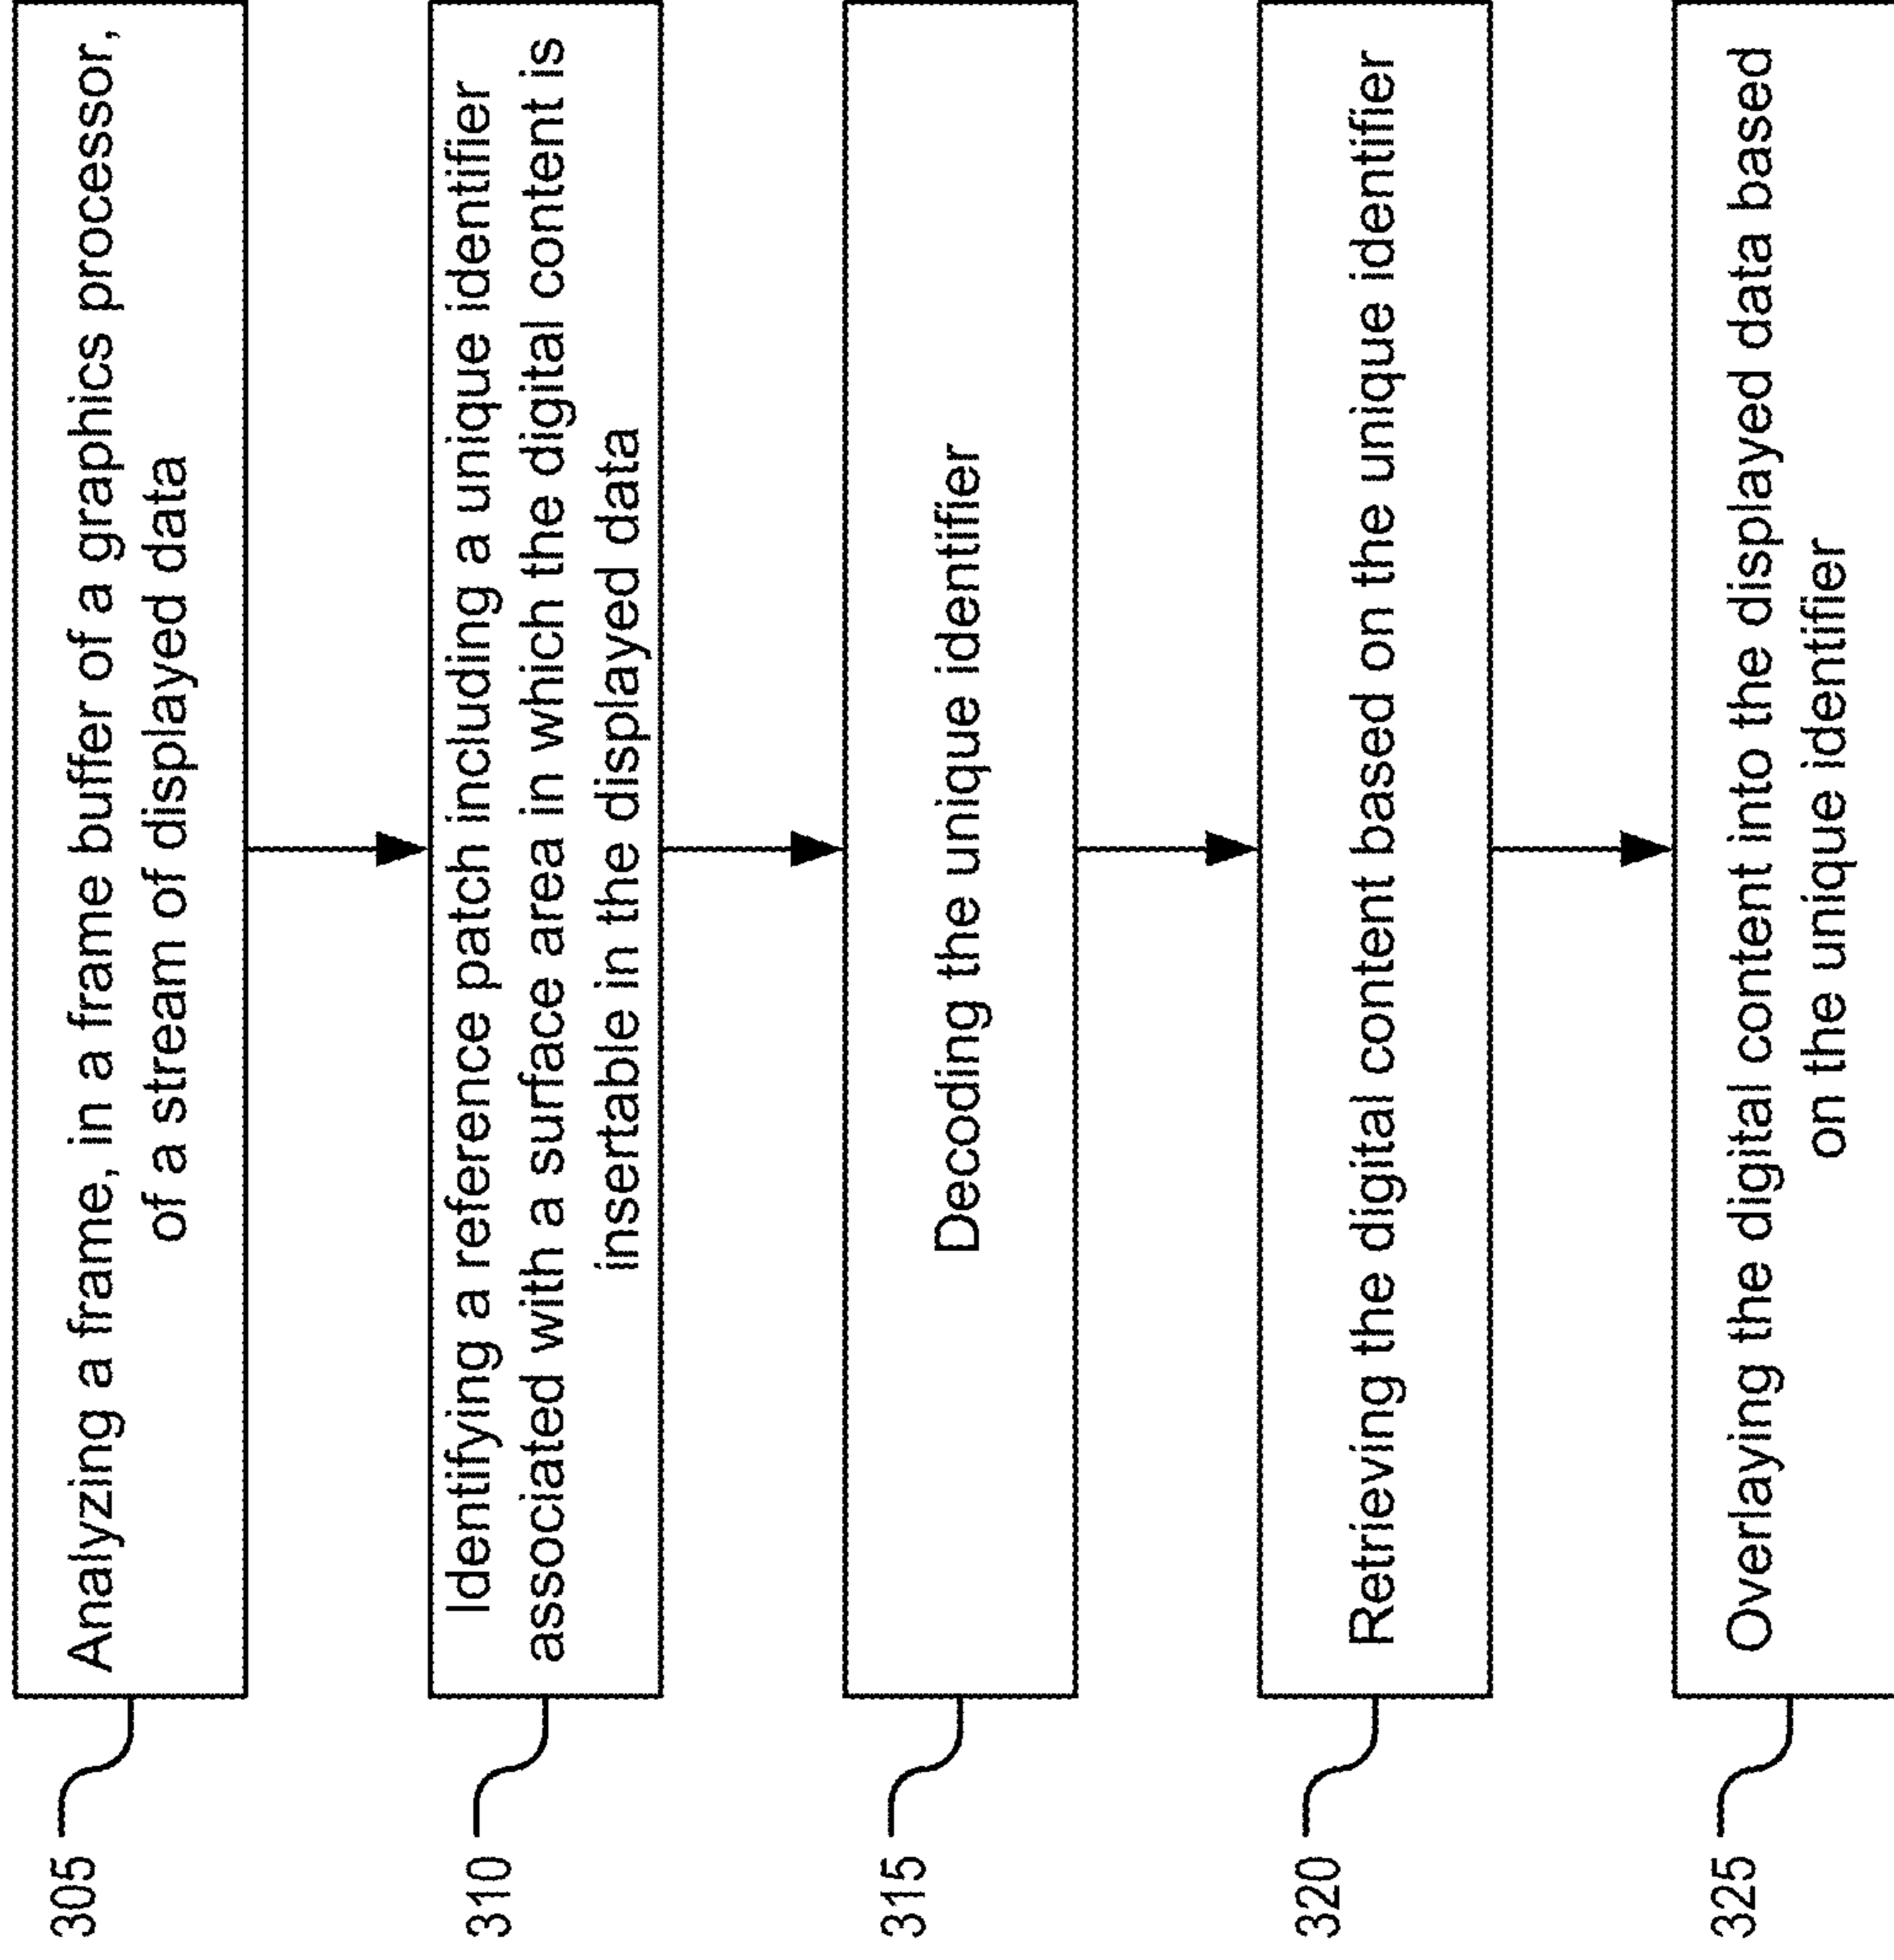 305
Analyzing a frame, in a frame buffer of a graphics processor,
of a stream of displayed data
310
Identifying a reference patch including a unique identifier
associated with a surface area in which the digital content is
insertable in the displayed data
315
Decoding the unique identifier
320
Retrieving the digital content based on the unique identifier
325
Overlaying the digital content into the displayed data based
on the unique identifier